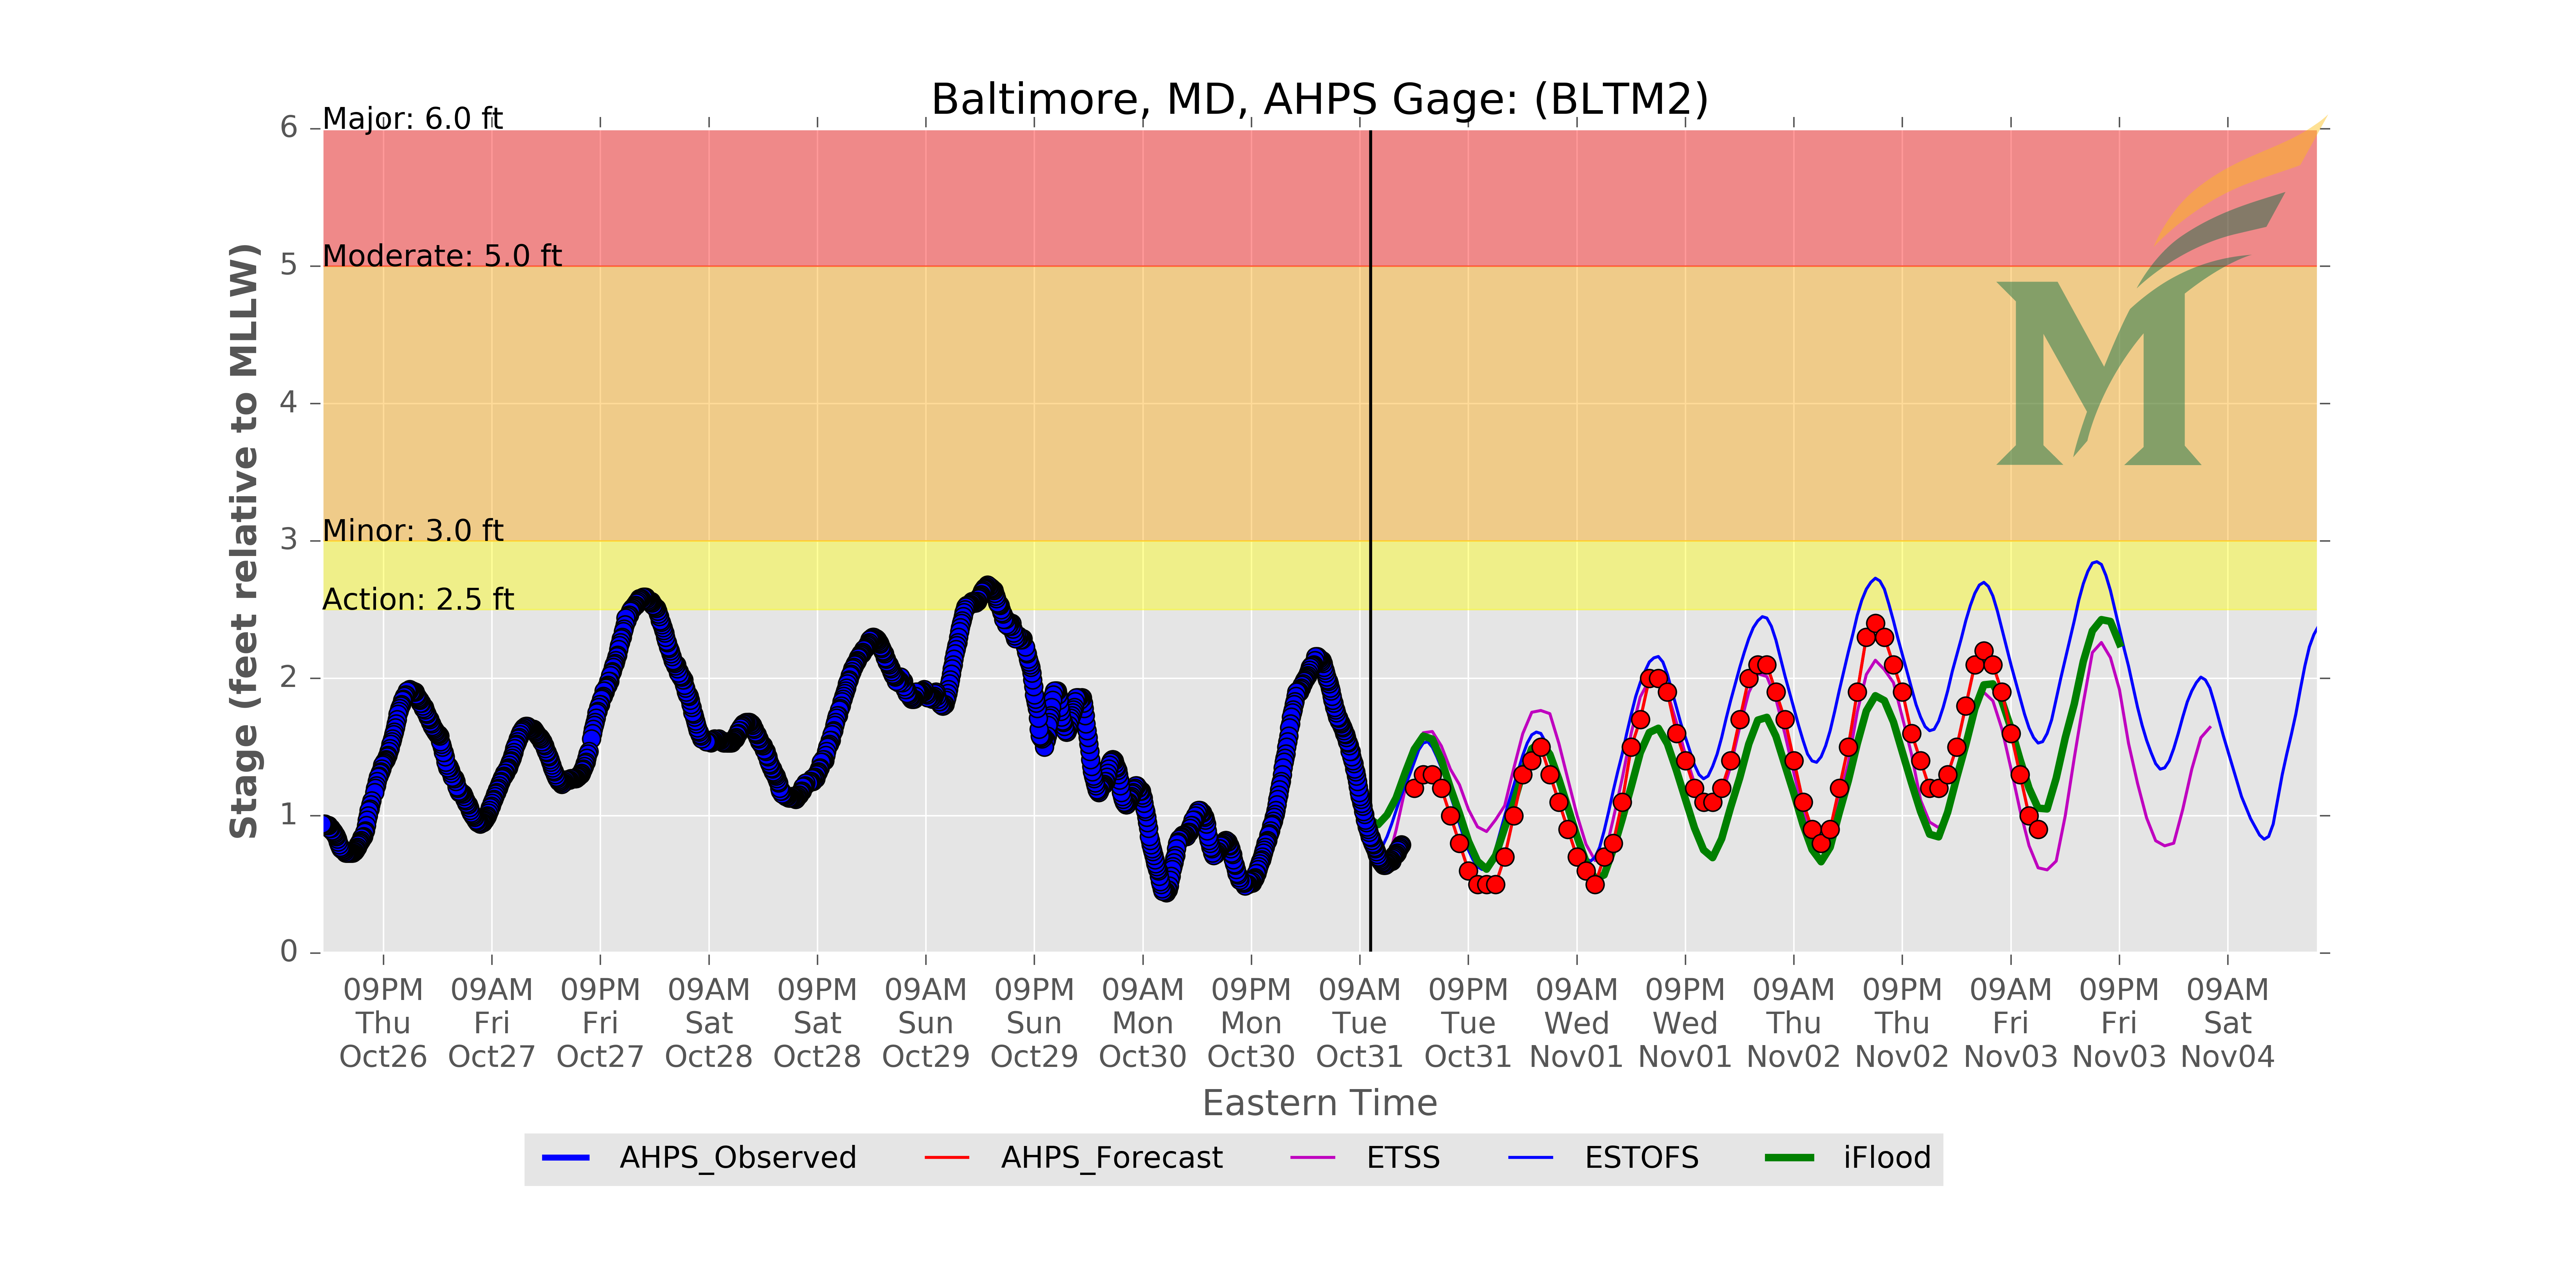 Baltimore, MD, AHPS Gage: (BLTM2)
Stage (feet relative to MLLW)
6
5
4
3
2
1
0
Major: 6.0 ft
Moderate: 5.0 ft
Minor: 3.0 ft
Action: 2.5 ft
M
09PM 09AM 09PM 09AM 09PM 09AM 09PM 09AM 09PM 09AM 09PM 09AM 09PM 09AM 09PM 09AM 09PM 09AM
Thu Fri Fri Sat Sat Sun Sun Mon Mon Tue Tue Wed Wed Thu Thu Fri Fri Sat
Oct26 Oct27 Oct27 Oct28 Oct28 Oct29 Oct29 Oct30 Oct30 Oct31 Oct31 Nov01 Nov01 Nov02 Nov02 Nov03 Nov03 Nov04
Eastern Time
AHPS_Observed AHPS_Forecast ETSS ESTOFS iFlood